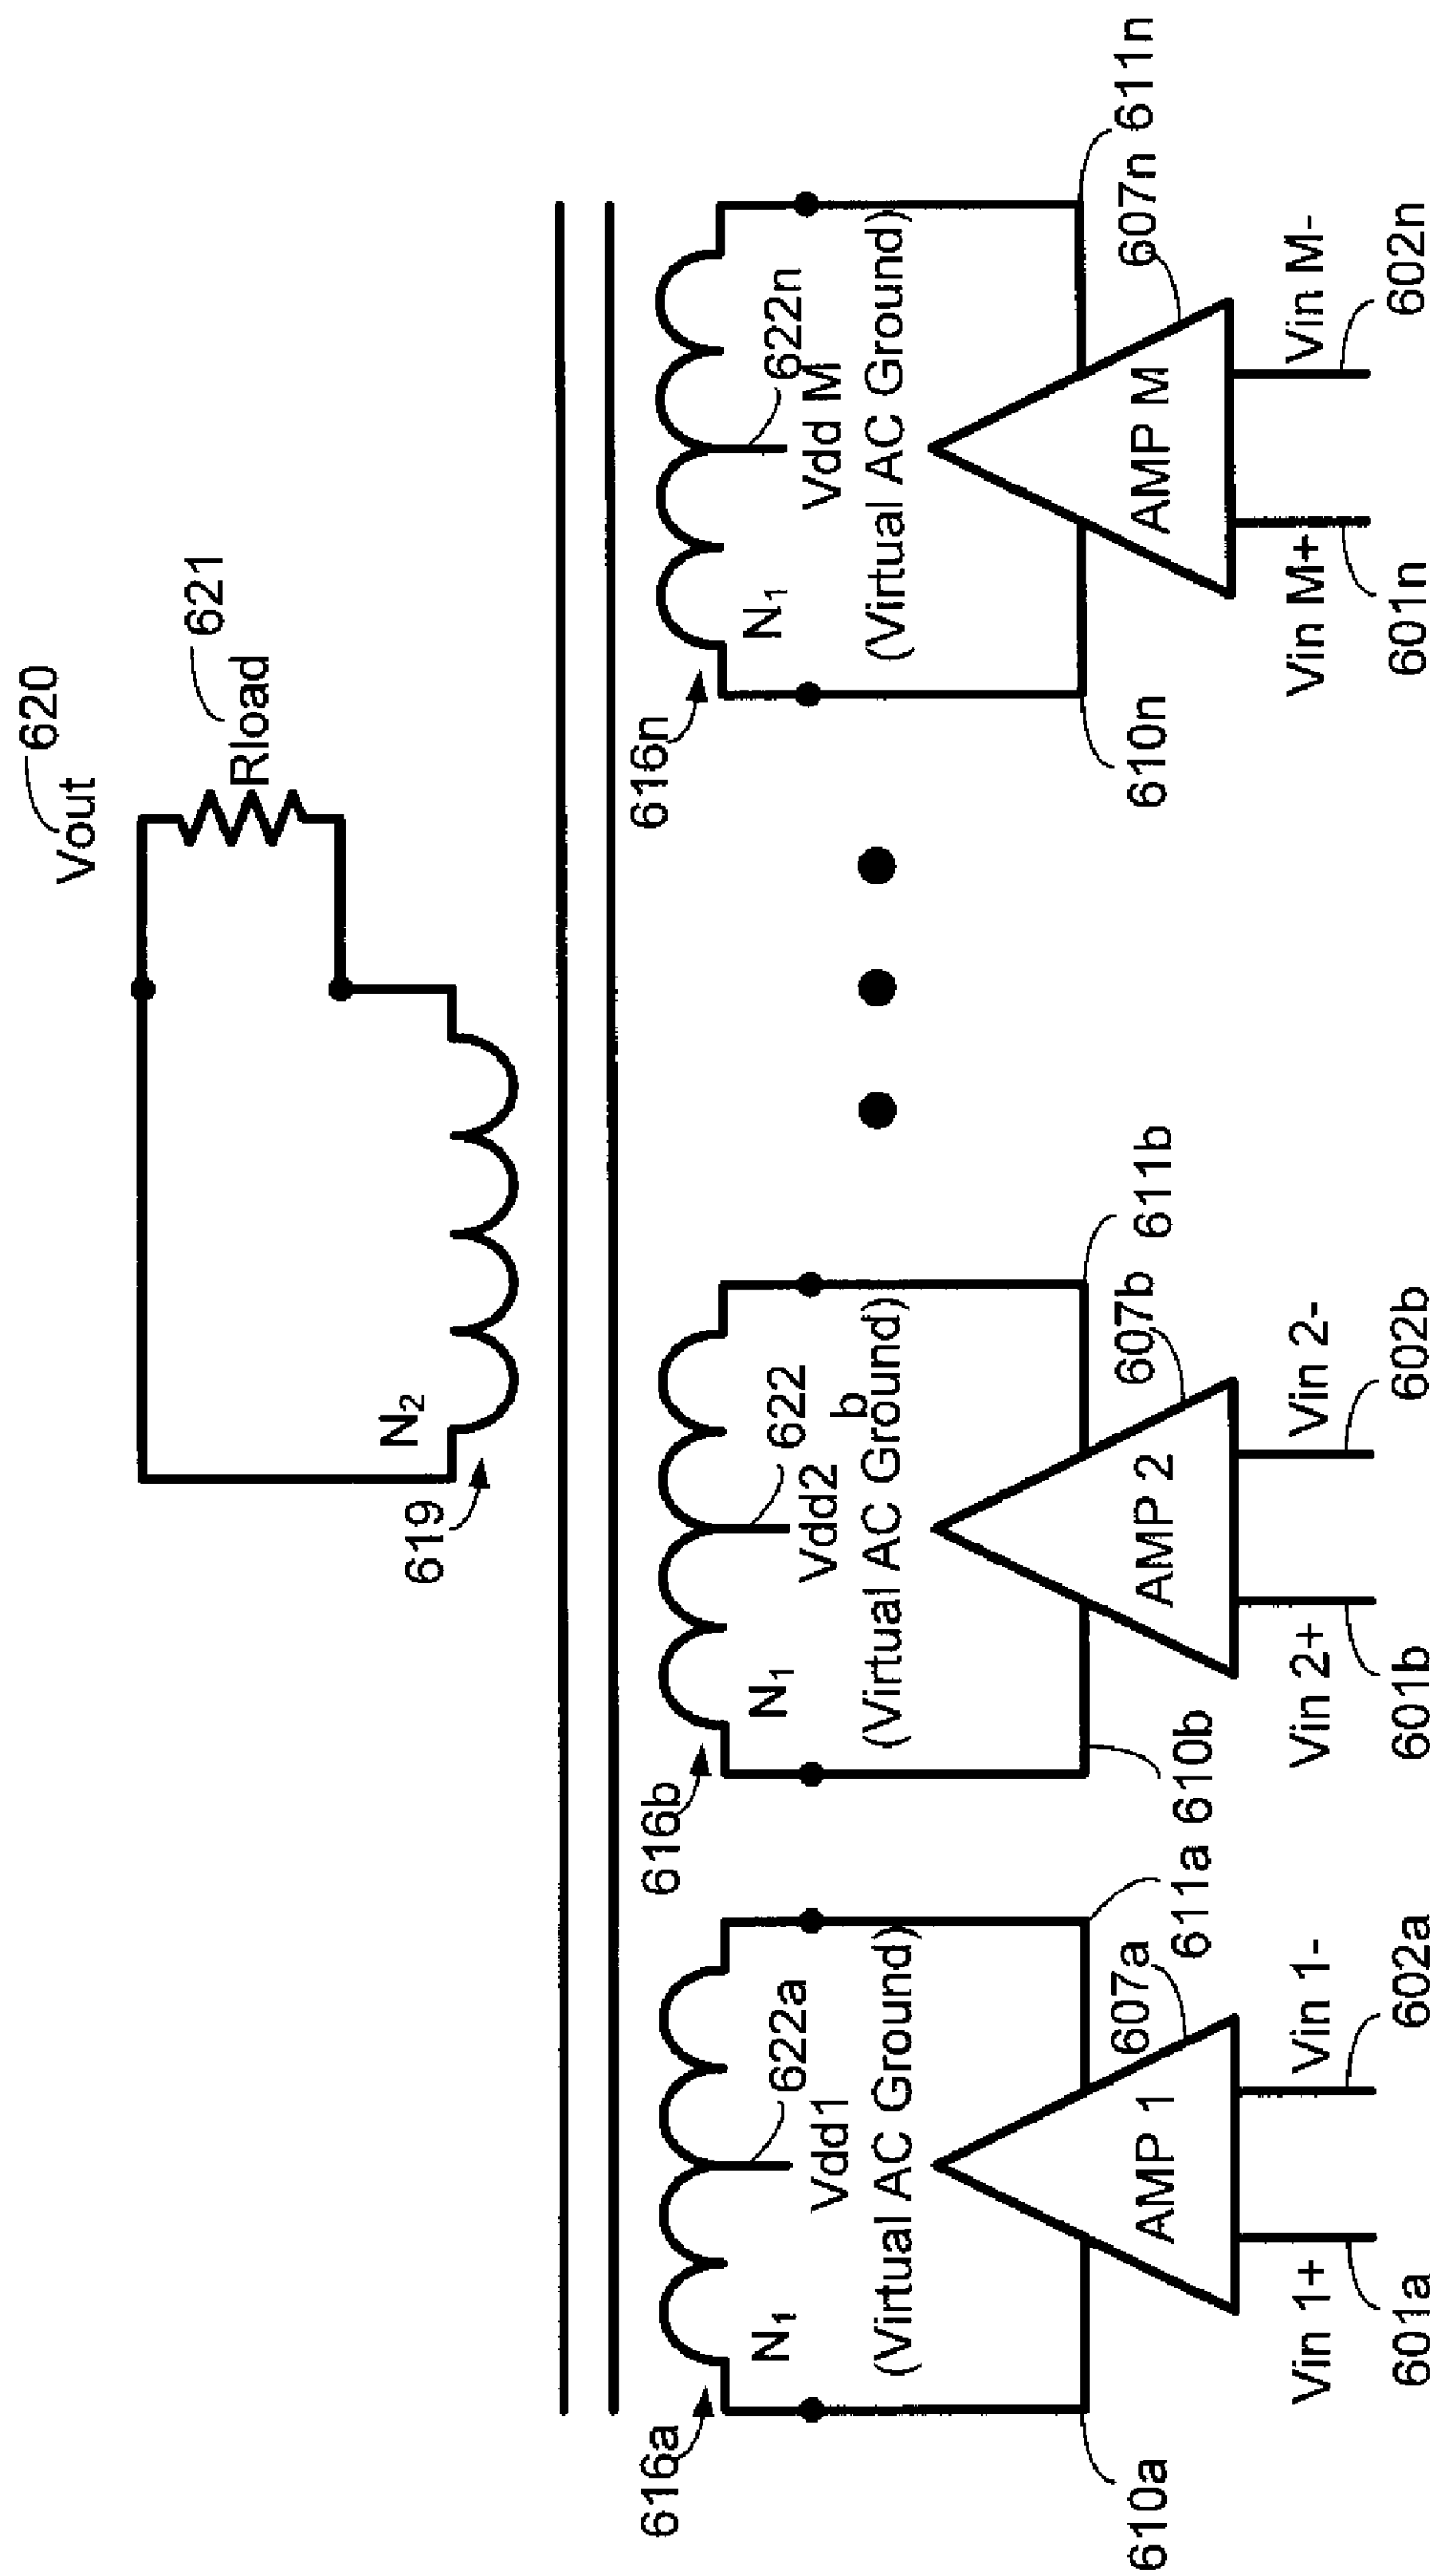 Vout
620
621
Rload
N2
619
616a
616b
616n
N1
622a
Vdd1
(Virtual AC Ground)
N1
622
b
Vdd2
(Virtual AC Ground)
N1
622n
Vdd M
(Virtual AC Ground)
610a
AMP 1
607a
611a
610b
AMP 2
607b
611b
610n
AMP M
607n
611n
Vin 1+
Vin 1-
Vin 2+
Vin 2-
Vin M+
Vin M-
601a
602a
601b
602b
601n
602n